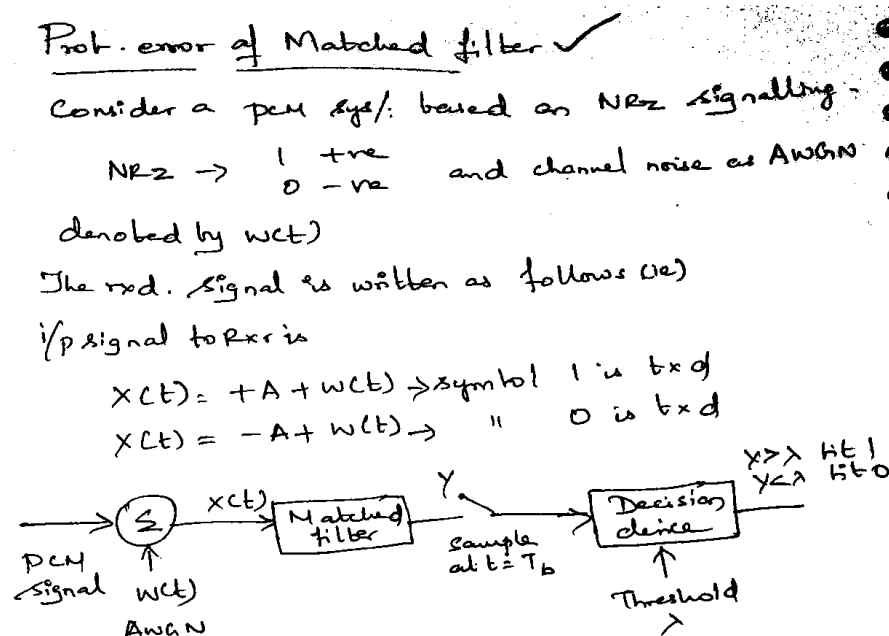 Prob. error of Matched filter ✓
Consider a PCM sys/: based on NRZ signalling.
NRZ → 1 +ve
0 -ve and channel noise as AWGN
denoted by w(t)
The rxd. signal is written as follows (ie)
i/p signal to Rxr is
x(t) = +A + w(t) → symbol 1 is txd
x(t) = -A + w(t) → " 0 is txd
Y>λ bit 1
Y<λ bit 0
Σ x(t) Matched filter Y Decision device
PCM signal
sample at t = Tb
w(t)
AWGN
Threshold
λ